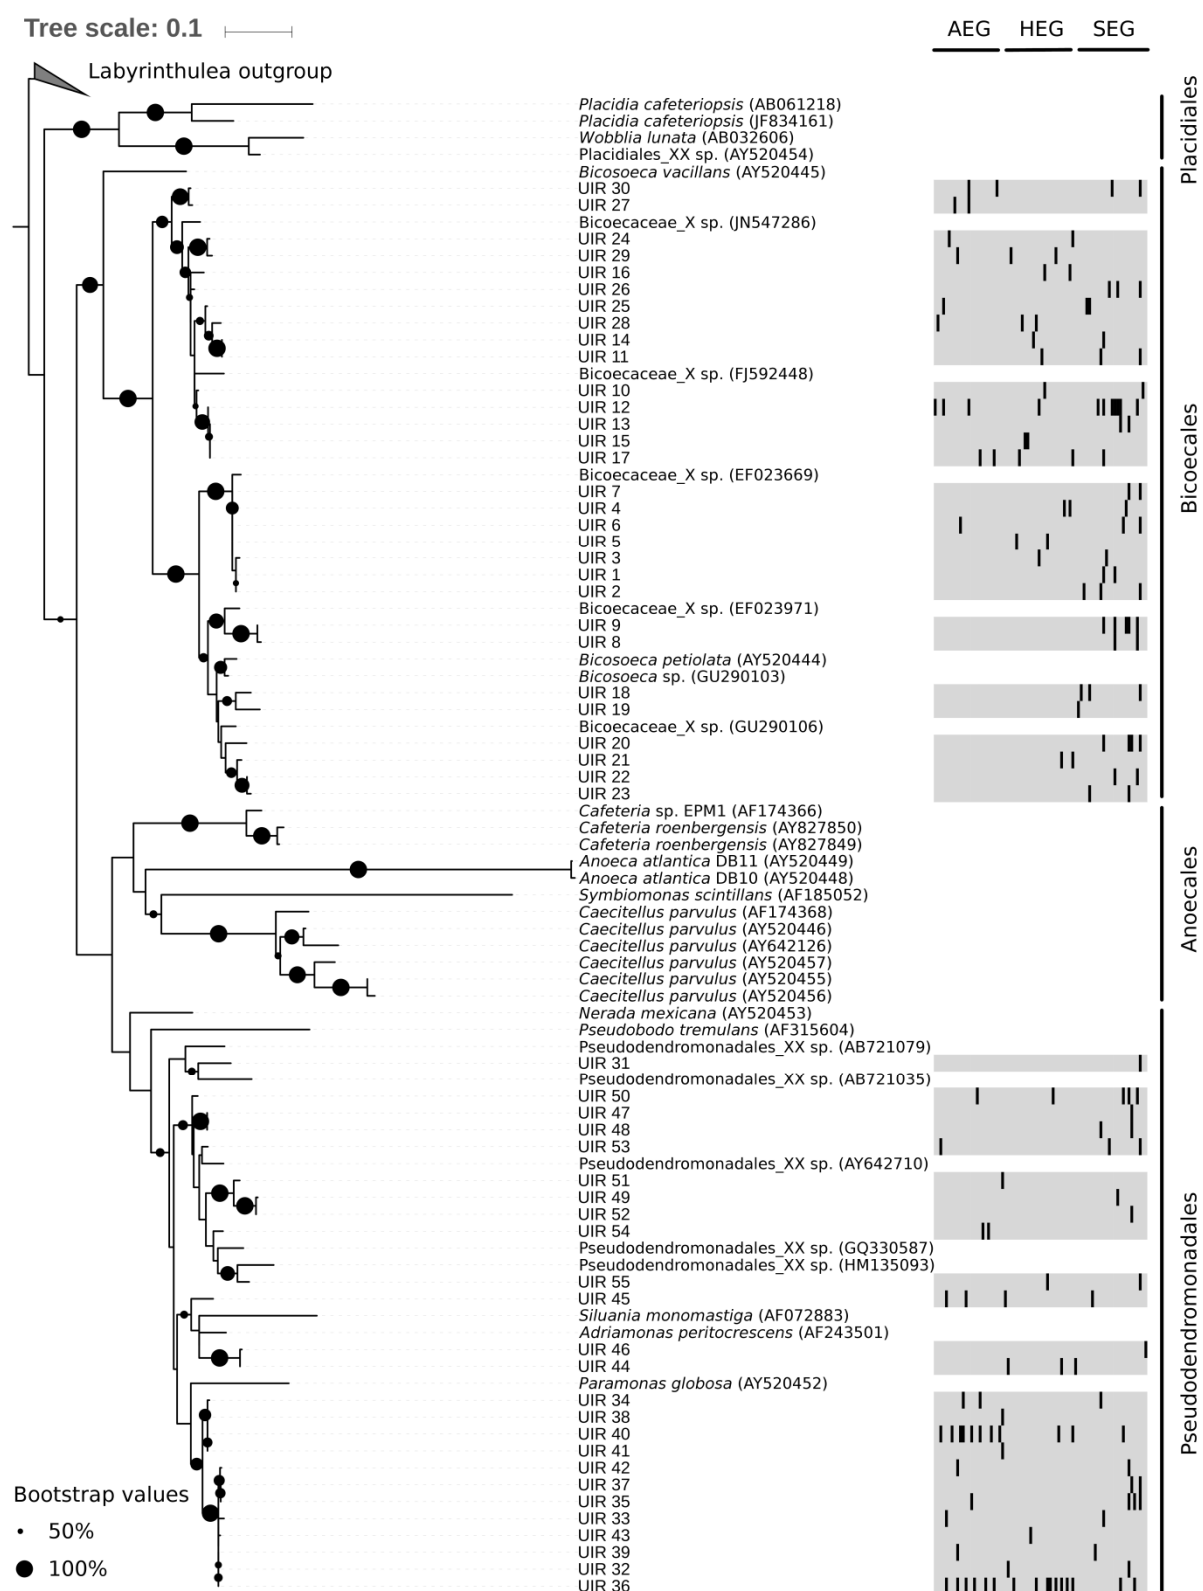 Tree scale: 0.1
AEG HEG SEG
Labyrinthulea outgroup
Placidia cafeteriopsis (AB061218)
Placidia cafeteriopsis (JF834161)
Wobblia lunata (AB032606)
Placidiales_XX sp. (AY520454)
Placidiales
Bicosoeca vacillans (AY520445)
UIR 30
UIR 27
Bicoecaceae_X sp. (JN547286)
UIR 24
UIR 29
UIR 16
UIR 26
UIR 25
UIR 28
UIR 14
UIR 11
Bicoecaceae_X sp. (FJ592448)
UIR 10
UIR 12
UIR 13
UIR 15
UIR 17
Bicoecaceae_X sp. (EF023669)
UIR 7
UIR 4
UIR 6
UIR 5
UIR 3
UIR 1
UIR 2
Bicoecaceae_X sp. (EF023971)
UIR 9
UIR 8
Bicosoeca petiolata (AY520444)
Bicosoeca sp. (GU290103)
UIR 18
UIR 19
Bicoecaceae_X sp. (GU290106)
UIR 20
UIR 21
UIR 22
UIR 23
Bicoecales
Cafeteria sp. EPM1 (AF174366)
Cafeteria roenbergensis (AY827850)
Cafeteria roenbergensis (AY827849)
Anoeca atlantica DB11 (AY520449)
Anoeca atlantica DB10 (AY520448)
Symbiomonas scintillans (AF185052)
Caecitellus parvulus (AF174368)
Caecitellus parvulus (AY520446)
Caecitellus parvulus (AY642126)
Caecitellus parvulus (AY520457)
Caecitellus parvulus (AY520455)
Caecitellus parvulus (AY520456)
Anoecales
Nerada mexicana (AY520453)
Pseudobodo tremulans (AF315604)
Pseudodendromonadales_XX sp. (AB721079)
UIR 31
Pseudodendromonadales_XX sp. (AB721035)
UIR 50
UIR 47
UIR 48
UIR 53
Pseudodendromonadales_XX sp. (AY642710)
UIR 51
UIR 49
UIR 52
UIR 54
Pseudodendromonadales_XX sp. (GQ330587)
Pseudodendromonadales_XX sp. (HM135093)
UIR 55
UIR 45
Siluania monomastiga (AF072883)
Adriamonas peritocrescens (AF243501)
UIR 46
UIR 44
Paramonas globosa (AY520452)
UIR 34
UIR 38
UIR 40
UIR 41
UIR 42
UIR 37
UIR 35
UIR 33
UIR 43
UIR 39
UIR 32
UIR 36
Pseudodendromonadales
Bootstrap values
50%
100%